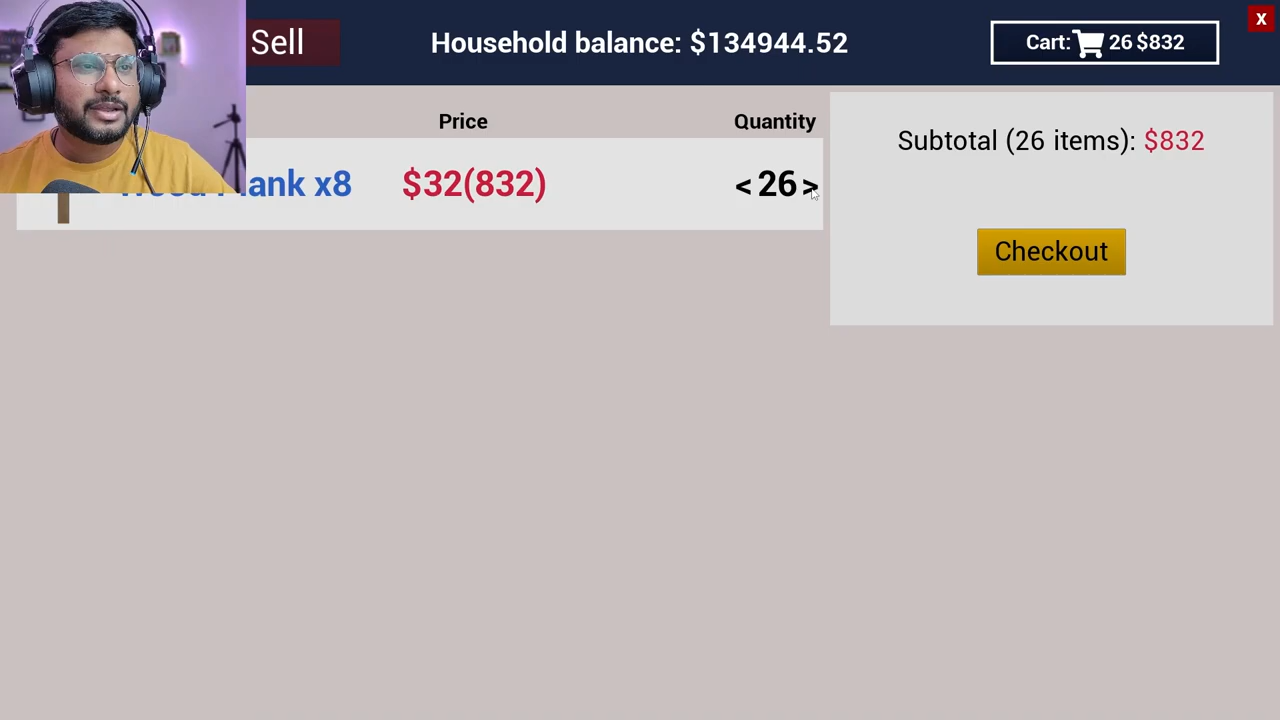 Sell
Household balance: $134944.52
Cart: 26 $832
X
Price
Quantity
x8
$32(832)
< 26 >
Subtotal (26 items): $832
Checkout